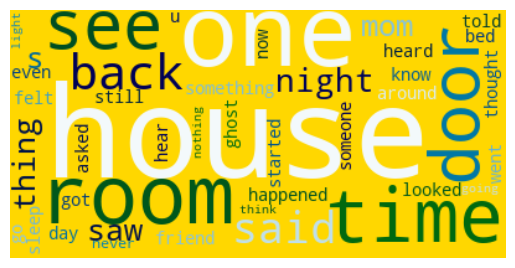 see
one
u
mom
told
bed
light
s
back
now
heard
door
even
night
know
thought
felt
still
something
around
house
thing
asked
hear
nothing
ghost
started
someone
went
room
got
happened
looked
going
time
think
saw
said
go
sleep
day
never
friend